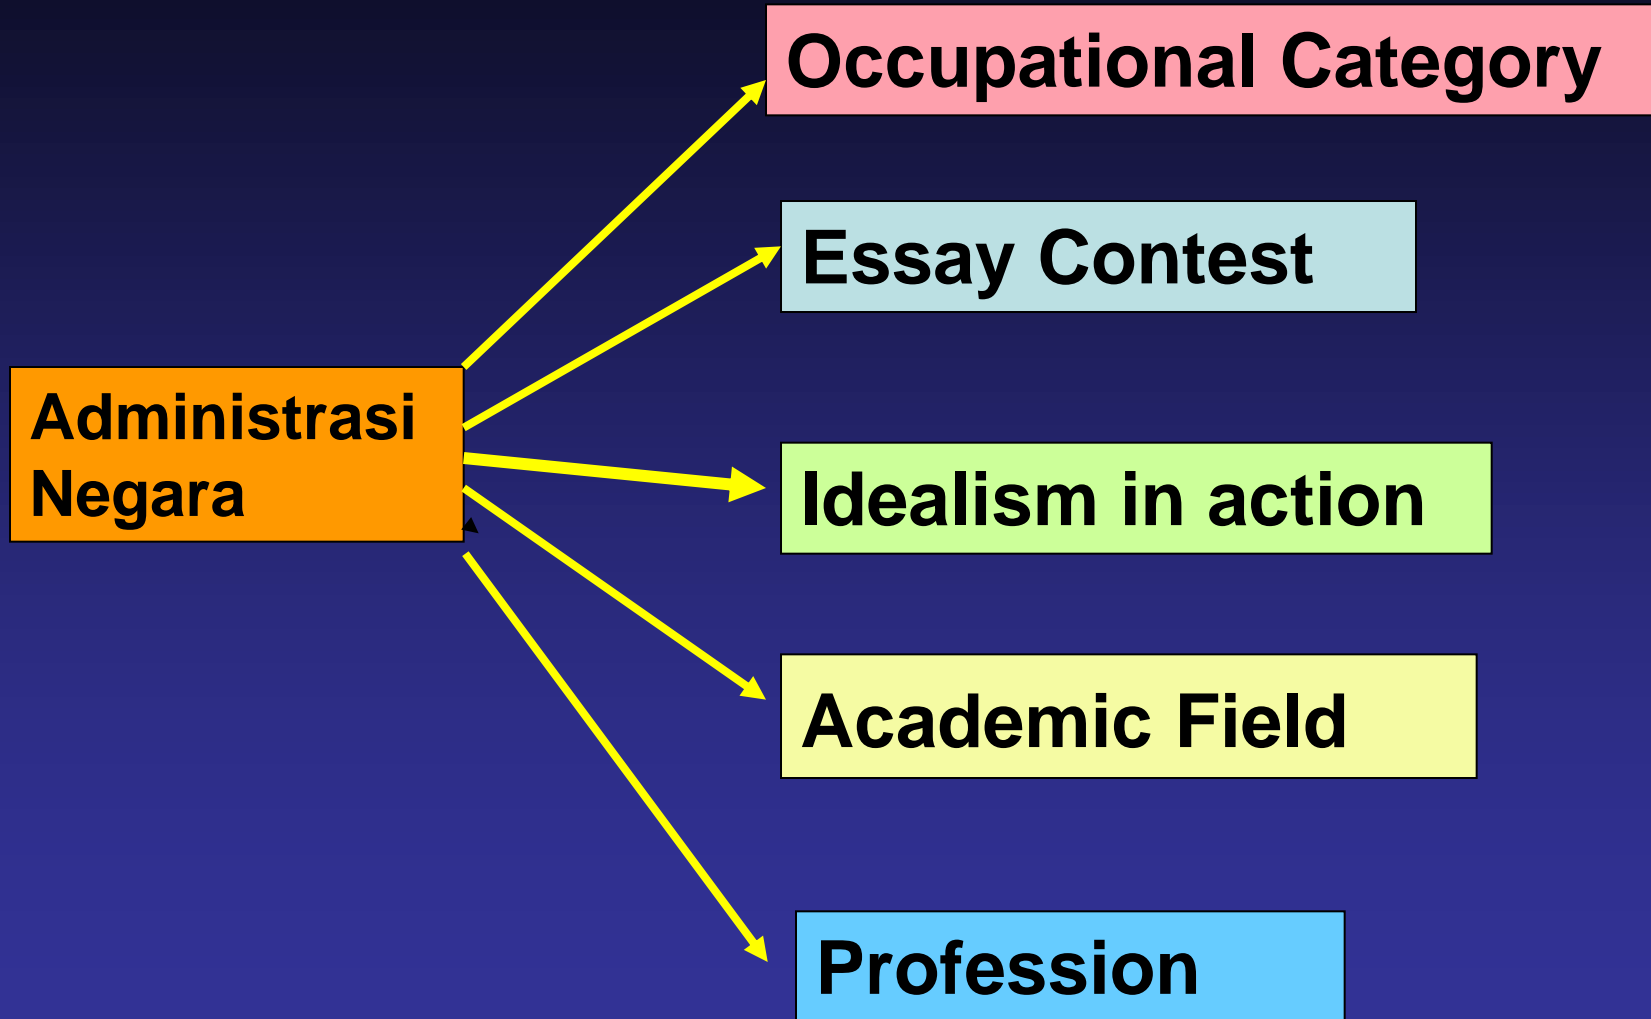 Occupational Category
Essay Contest
Administrasi
Negara
Idealism in action
Academic Field
Profession